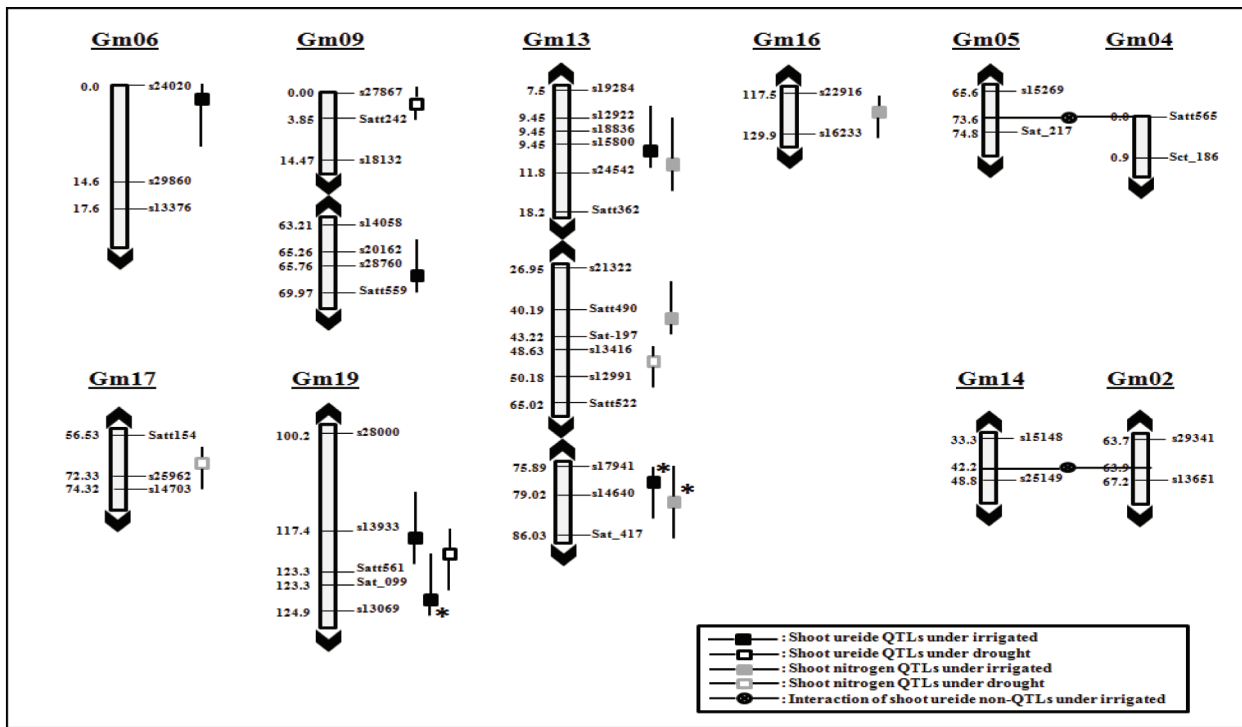 Gm06
0.0 s24020
14.6 s29860
17.6 s13376
Gm09
0.00 s27867
3.85 Satt242
14.47 s18132
63.21 s14058
65.26 s20162
65.76 s28760
69.97 Satt559
Gm13
7.5 s19284
9.45 s12922
9.45 s18836
9.45 s15800
11.8 s24542
18.2 Satt362
26.95 s21322
40.19 Satt490
43.22 Sat-197
48.63 s13416
50.18 s12991
65.02 Satt522
75.89 s17941 *
79.02 s14640 *
86.03 Sat_417
Gm16
117.5 s22916
129.9 s16233
Gm05
65.6 s15269
73.6
74.8 Sat_217
Gm04
0.0 Satt565
0.9 Sct_186
Gm17
56.53 Satt154
72.33 s25962
74.32 s14703
Gm19
100.2 s28000
117.4 s13933
123.3 Satt561
123.3 Sat_099
124.9 s13069 *
Gm14
33.3 s15148
42.2
48.8 s25149
Gm02
63.7 s29341
63.9
67.2 s13651
: Shoot ureide QTLs under irrigated
: Shoot ureide QTLs under drought
: Shoot nitrogen QTLs under irrigated
: Shoot nitrogen QTLs under drought
: Interaction of shoot ureide non-QTLs under irrigated